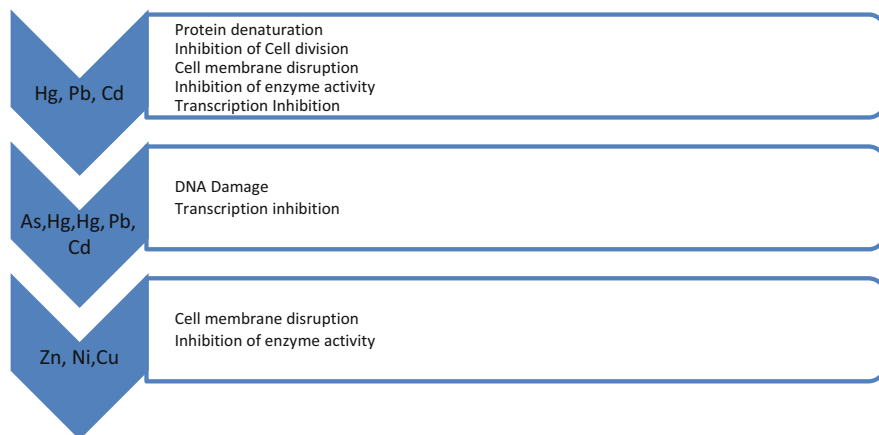 Hg, Pb, Cd
Protein denaturation
Inhibition of Cell division
Cell membrane disruption
Inhibition of enzyme activity
Transcription Inhibition
As,Hg,Hg, Pb,
Cd
DNA Damage
Transcription inhibition
Zn, Ni,Cu
Cell membrane disruption
Inhibition of enzyme activity